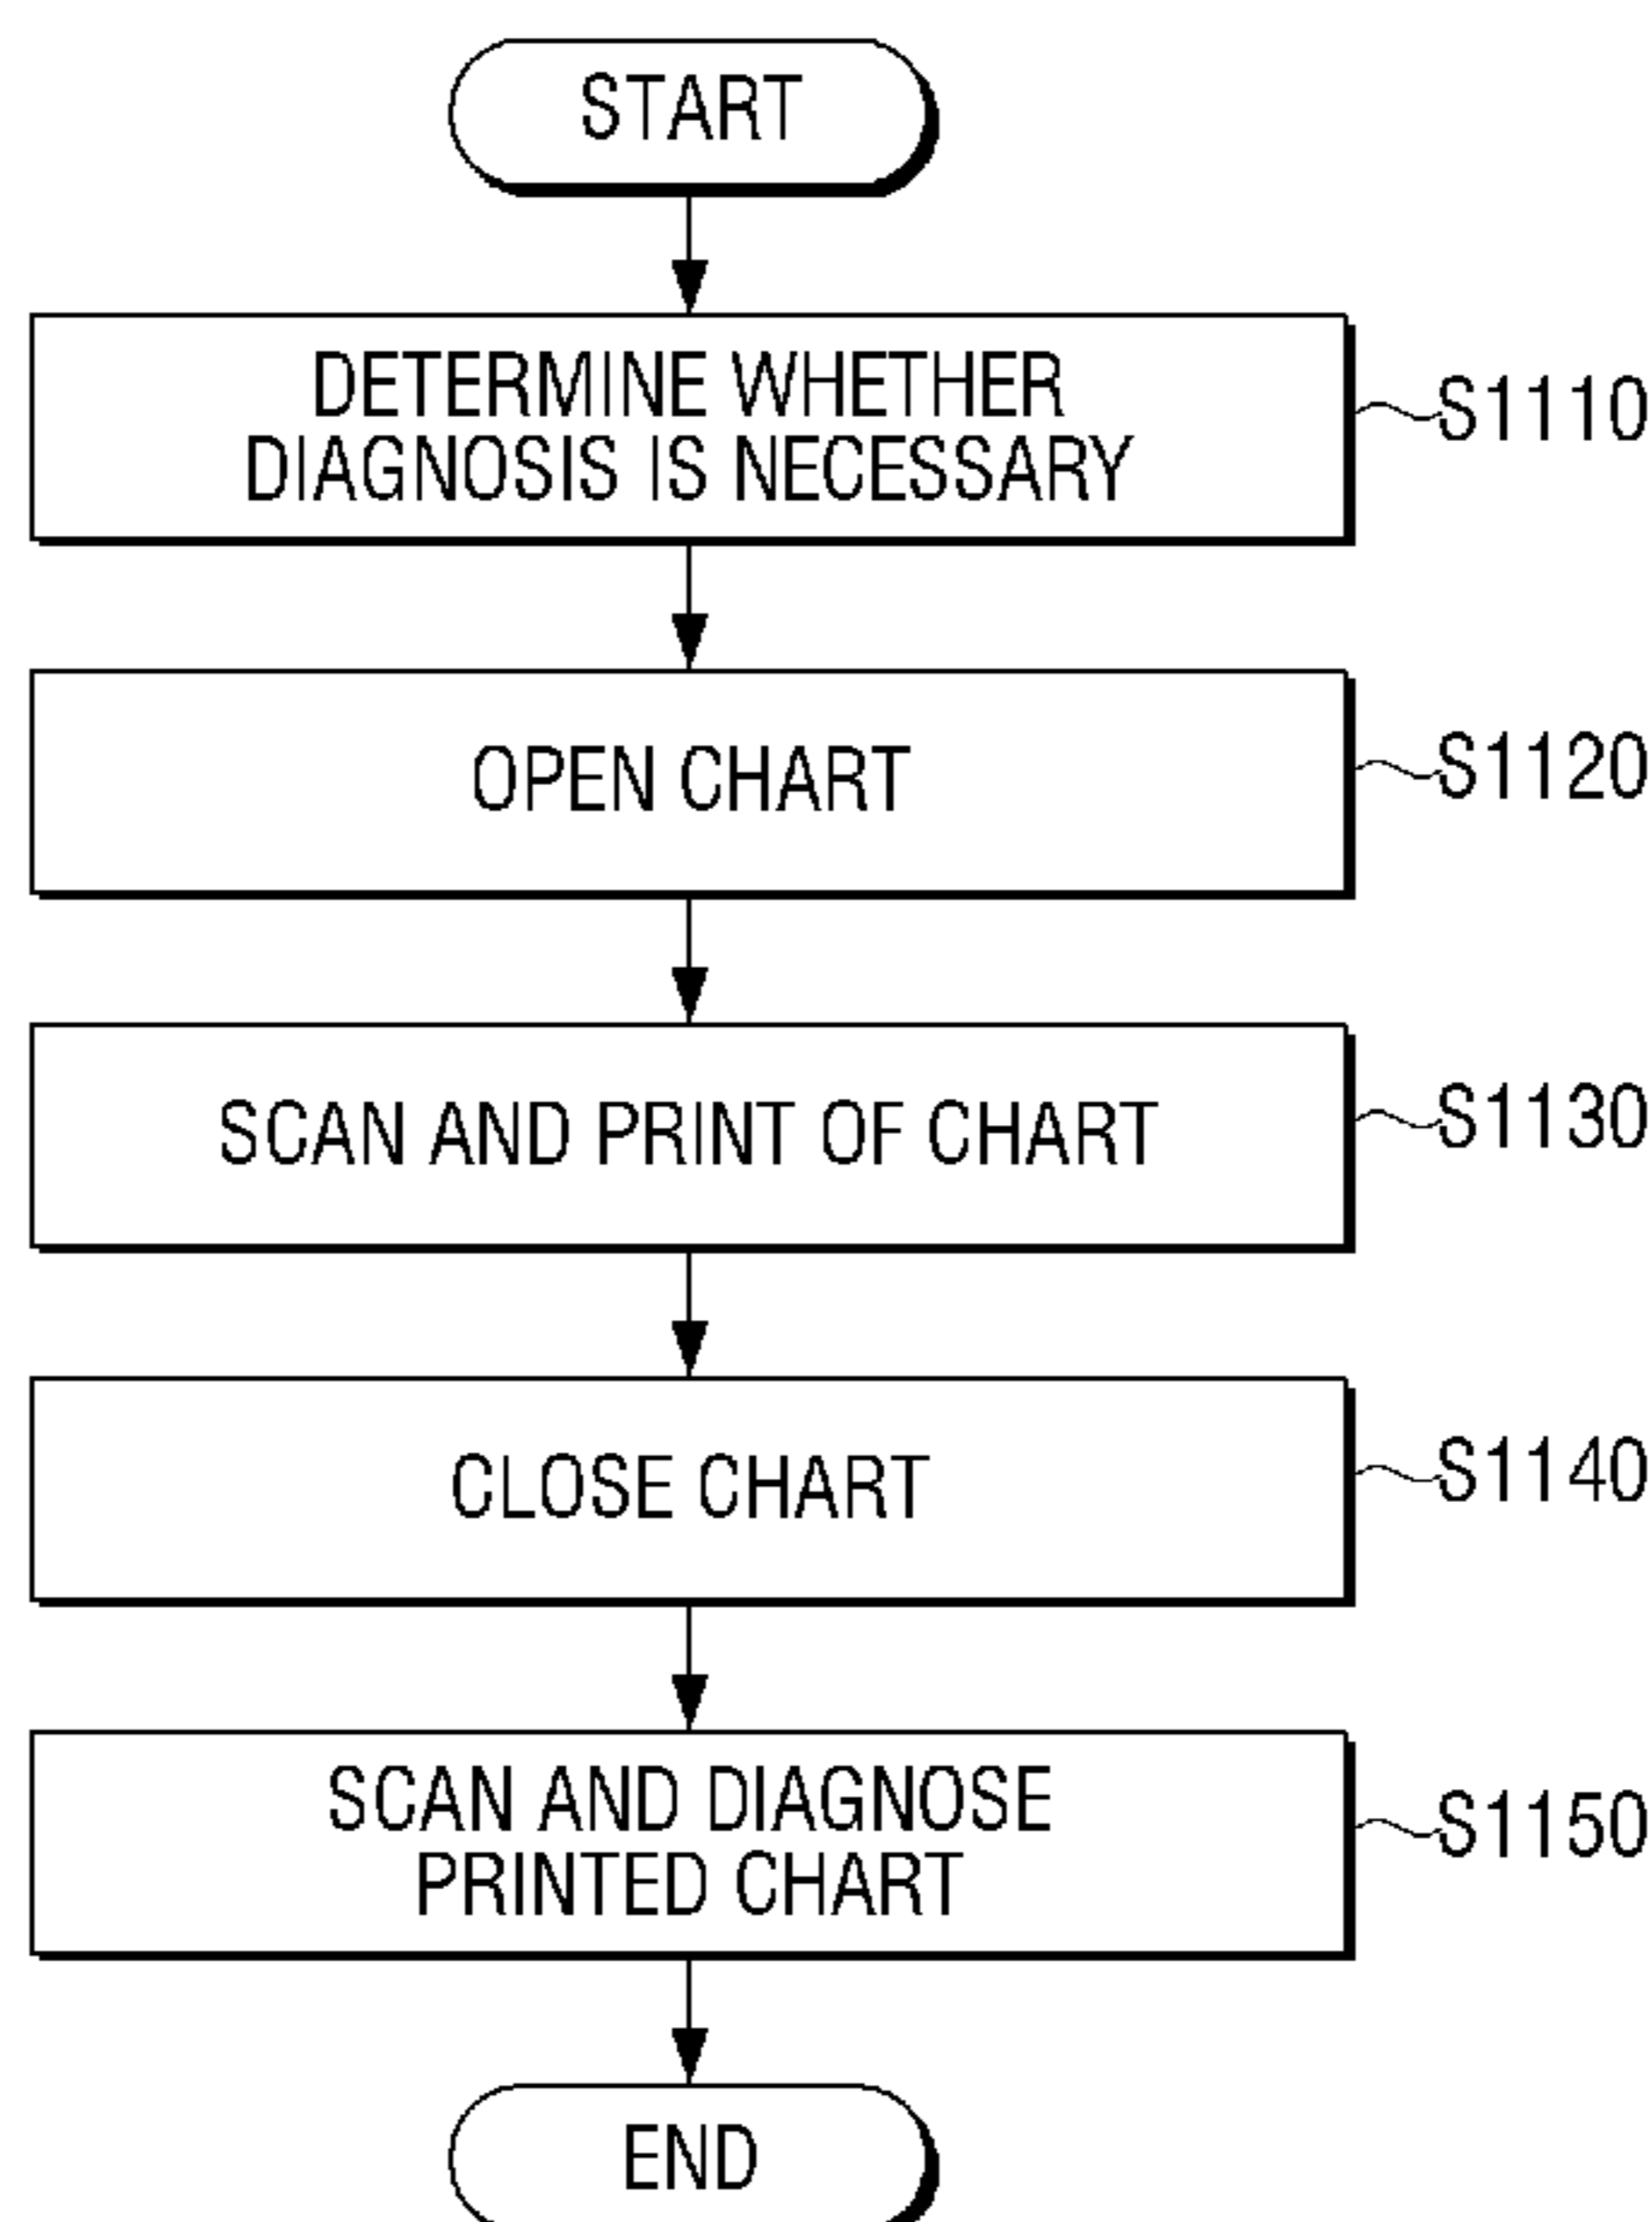 START
DETERMINE WHETHER
DIAGNOSIS IS NECESSARY
S1110
OPEN CHART
S1120
SCAN AND PRINT OF CHART
S1130
CLOSE CHART
S1140
SCAN AND DIAGNOSE
PRINTED CHART
S1150
END